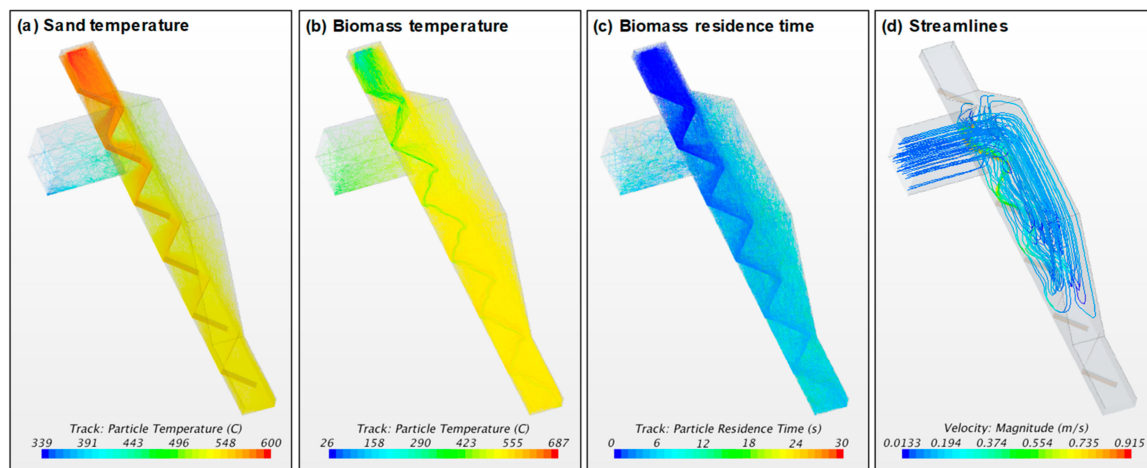 (a) Sand temperature
(b) Biomass temperature
(c) Biomass residence time
(d) Streamlines
Track: Particle Temperature (C)
339 391 443 496 548 600
Track: Particle Temperature (C)
26 158 290 423 555 687
Track: Particle Residence Time (s)
0 6 12 18 24 30
Velocity: Magnitude (m/s)
0.0133 0.194 0.374 0.554 0.735 0.915